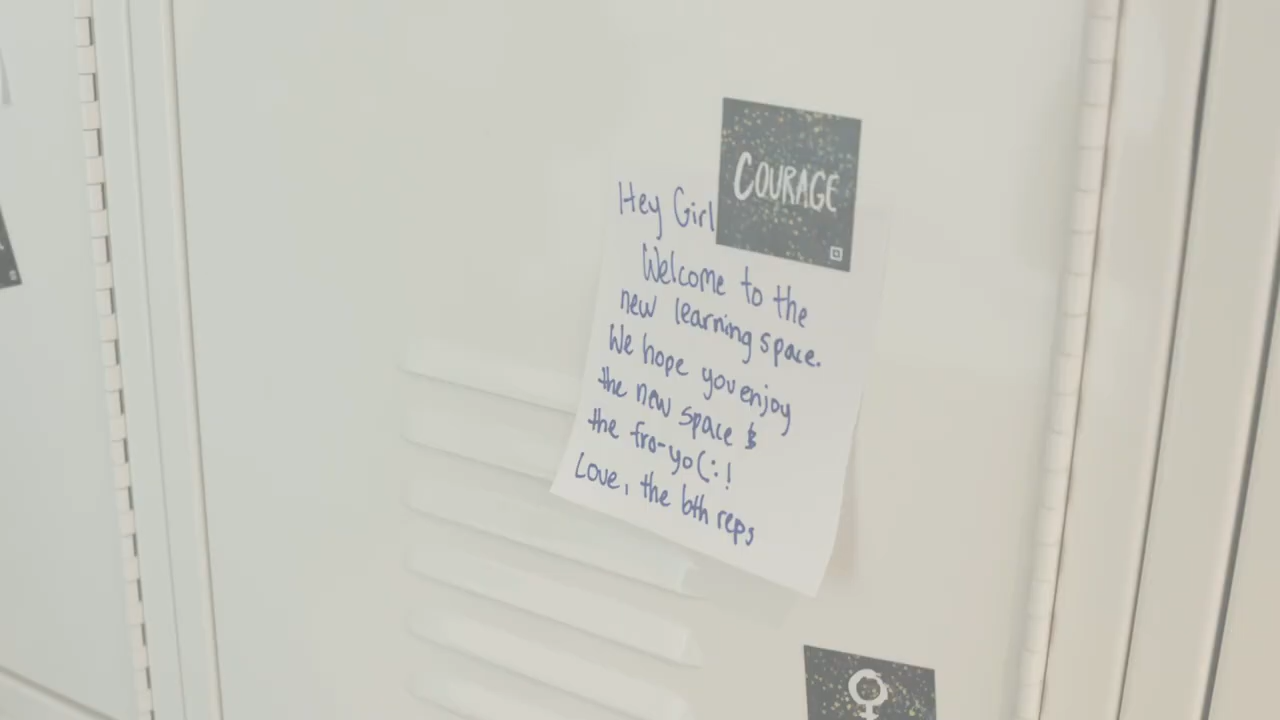 COURAGE
Hey Girl
Welcome to the
new learning space.
We hope you enjoy
the new space &
the fro-yo(:!
Love, the bth reps